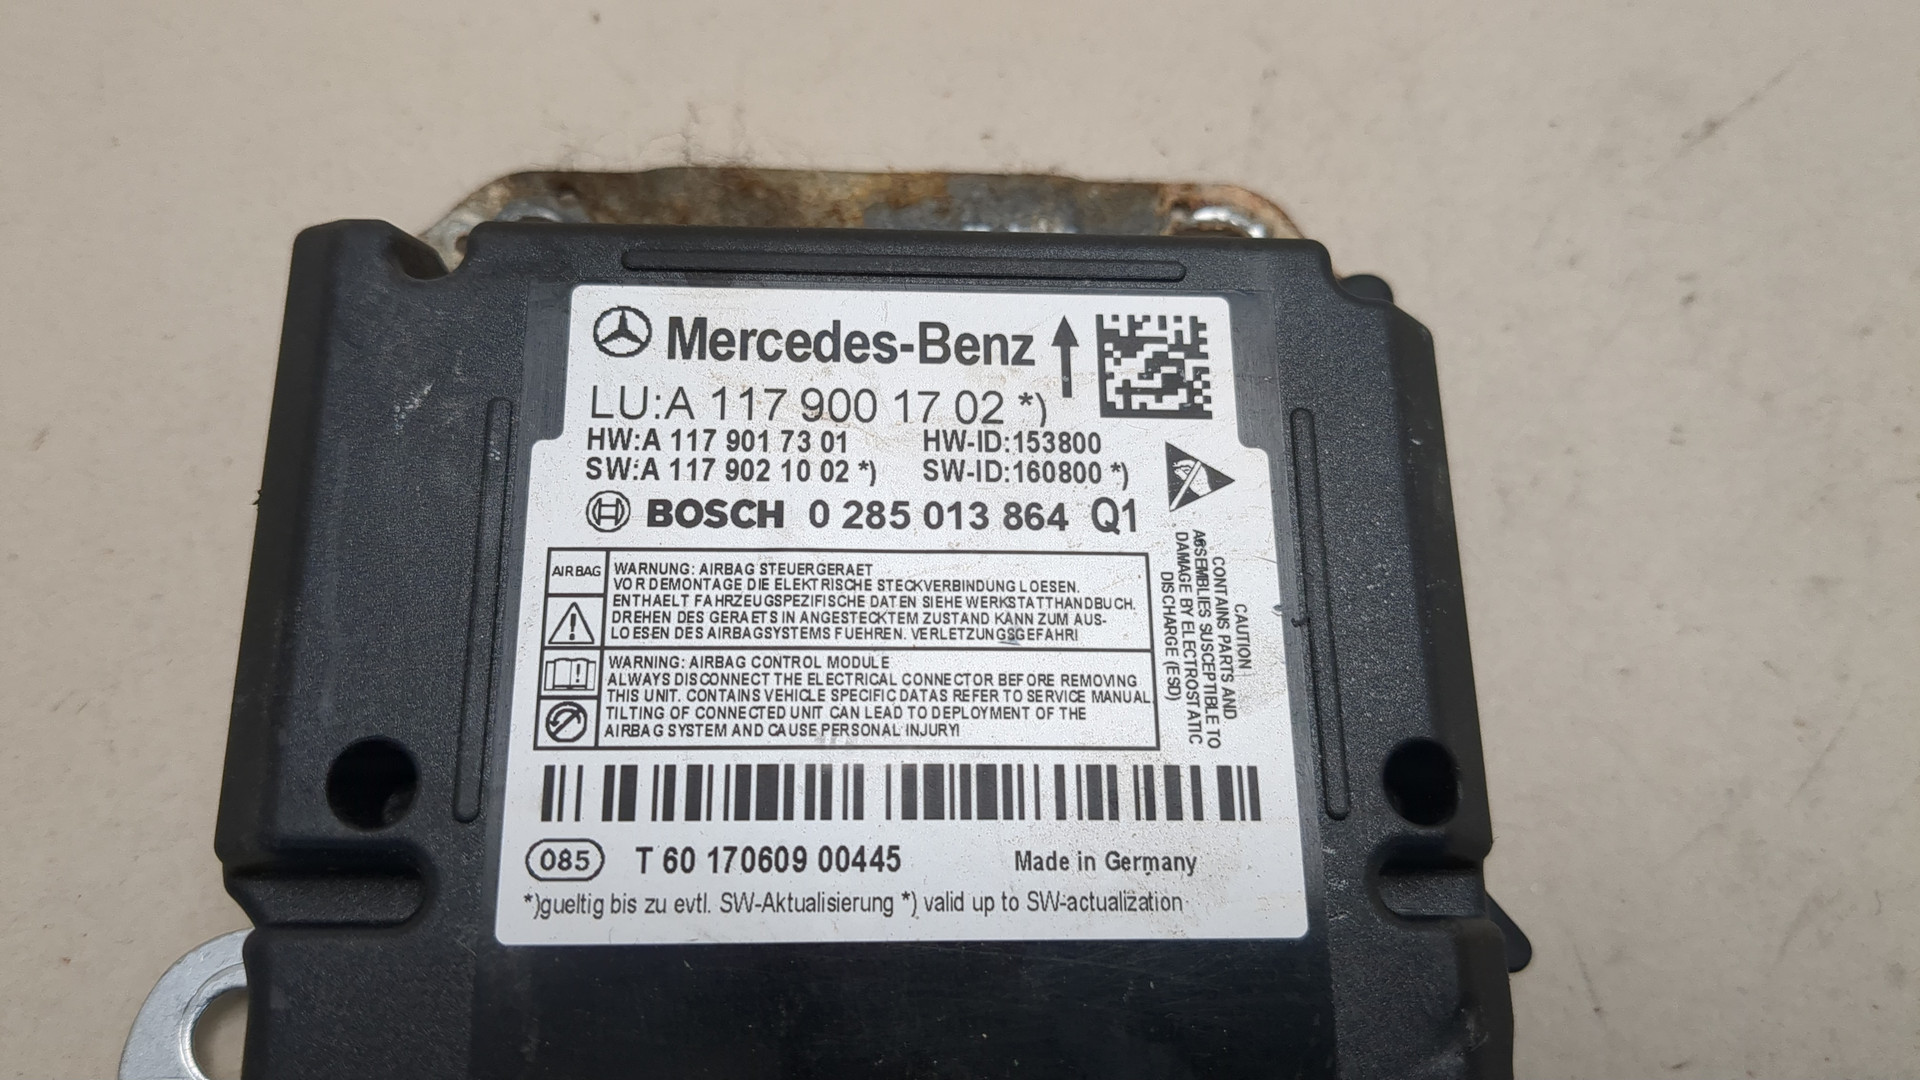 Mercedes-Benz
LU:A 117 900 17 02 *)
HW:A 117 901 73 01 HW-ID:153800
SW:A 117 902 10 02 *) SW-ID:160800 *)
BOSCH 0 285 013 864 Q1
AIRBAG
WARNUNG: AIRBAG STEUERGERAET
VOR DEMONTAGE DIE ELEKTRISCHE STECKVERBINDUNG LOESEN.
ENTHAELT FAHRZEUGSPEZIFISCHE DATEN SIEHE WERKSTATTHANDBUCH.
DREHEN DES GERAETS IN ANGESTECKTEM ZUSTAND KANN ZUM AUS-
LOESEN DES AIRBAGSYSTEMS FUEHREN. VERLETZUNGSGEFAHR!
WARNING: AIRBAG CONTROL MODULE
ALWAYS DISCONNECT THE ELECTRICAL CONNECTOR BEFORE REMOVING
THIS UNIT. CONTAINS VEHICLE SPECIFIC DATAS REFER TO SERVICE MANUAL
TILTING OF CONNECTED UNIT CAN LEAD TO DEPLOYMENT OF THE
AIRBAG SYSTEM AND CAUSE PERSONAL INJURY!
CAUTION
CONTAINS PARTS AND
ASSEMBLIES SUSCEPTIBLE TO
DAMAGE BY ELECTROSTATIC
DISCHARGE (ESD)
085 T 60 170609 00445 Made in Germany
*)gueltig bis zu evtl. SW-Aktualisierung *) valid up to SW-actualization